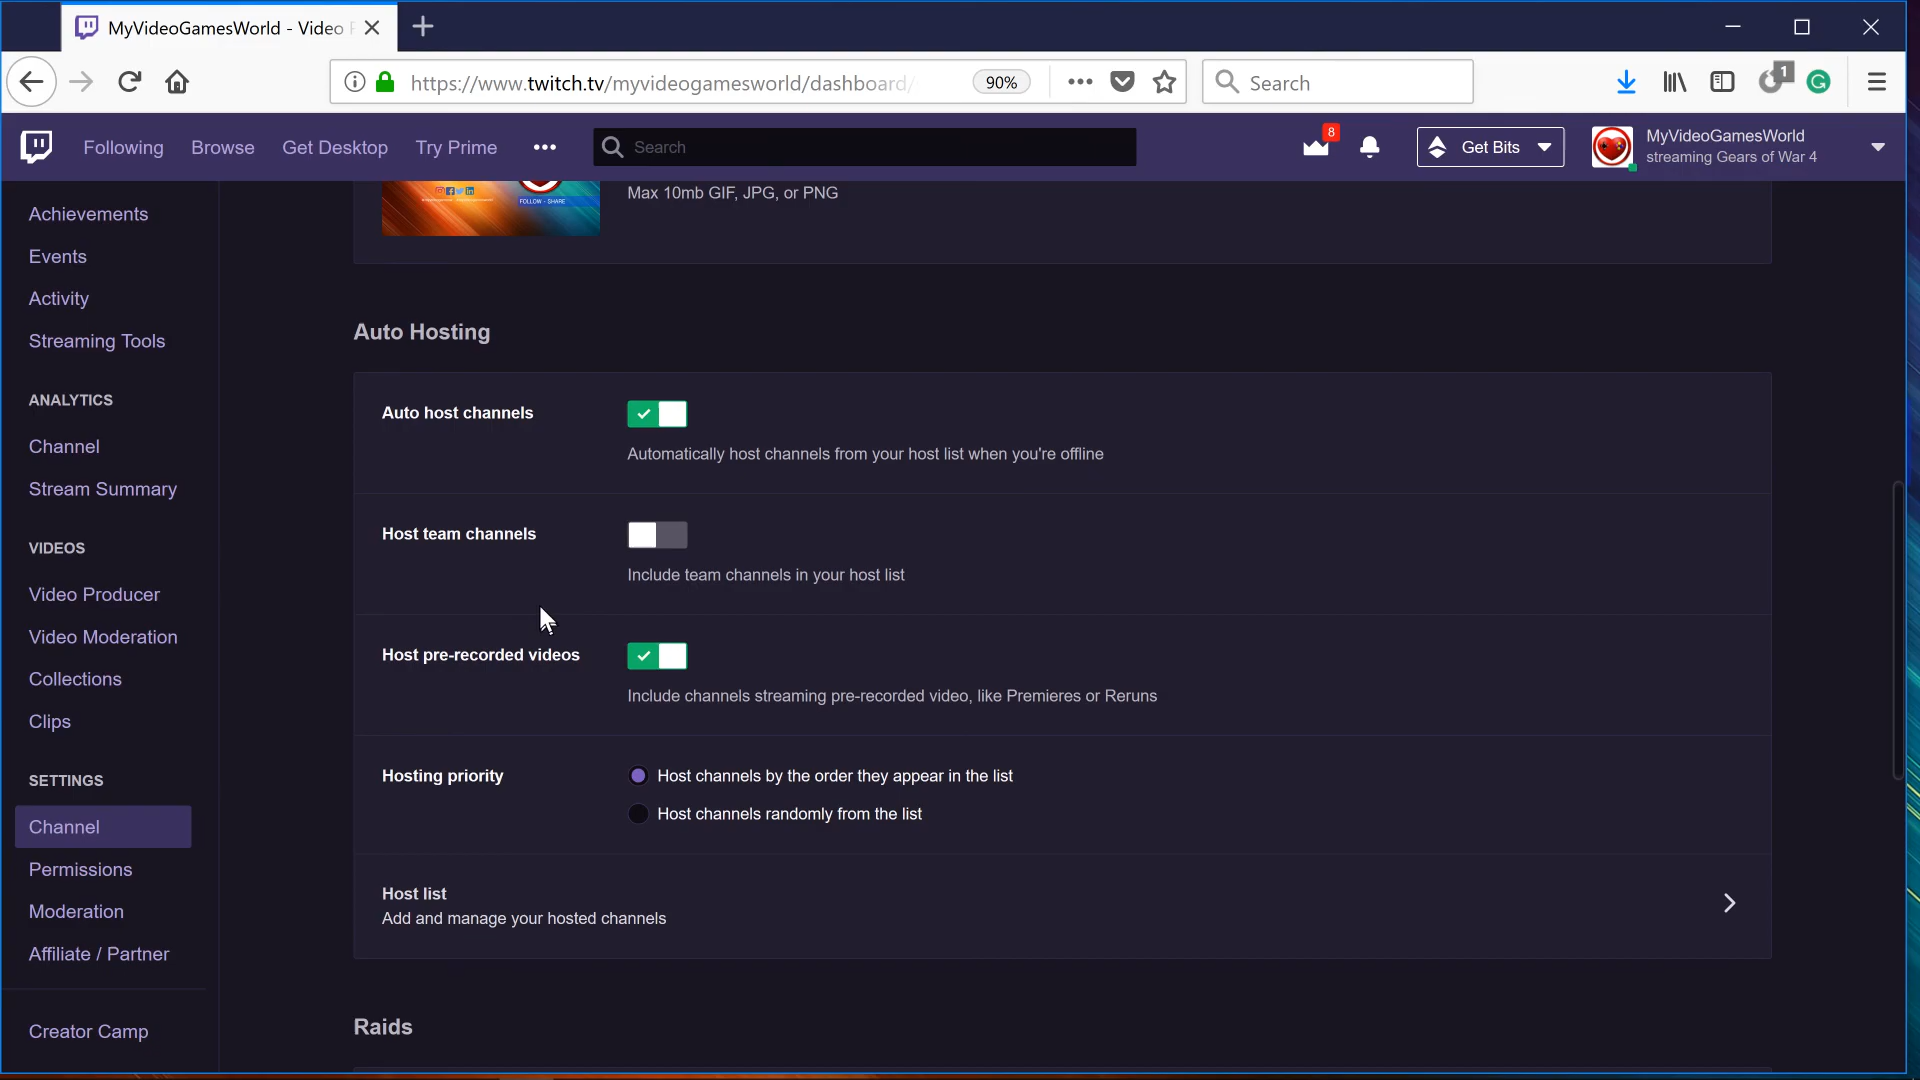 MyVideoGamesWorld - Video
https://www.twitch.tv/myvideogamesworld/dashboard/
90%
Search
1
Following
Browse
Get Desktop
Try Prime
Search
8
Get Bits
MyVideoGamesWorld
streaming Gears of War 4
Achievements
Events
Activity
Streaming Tools
ANALYTICS
Channel
Stream Summary
VIDEOS
Video Producer
Video Moderation
Collections
Clips
SETTINGS
Channel
Permissions
Moderation
Affiliate / Partner
Creator Camp
FOLLOW - SHARE
Max 10mb GIF, JPG, or PNG
Auto Hosting
Auto host channels
Automatically host channels from your host list when you're offline
Host team channels
Include team channels in your host list
Host pre-recorded videos
Include channels streaming pre-recorded video, like Premieres or Reruns
Hosting priority
Host channels by the order they appear in the list
Host channels randomly from the list
Host list
Add and manage your hosted channels
Raids